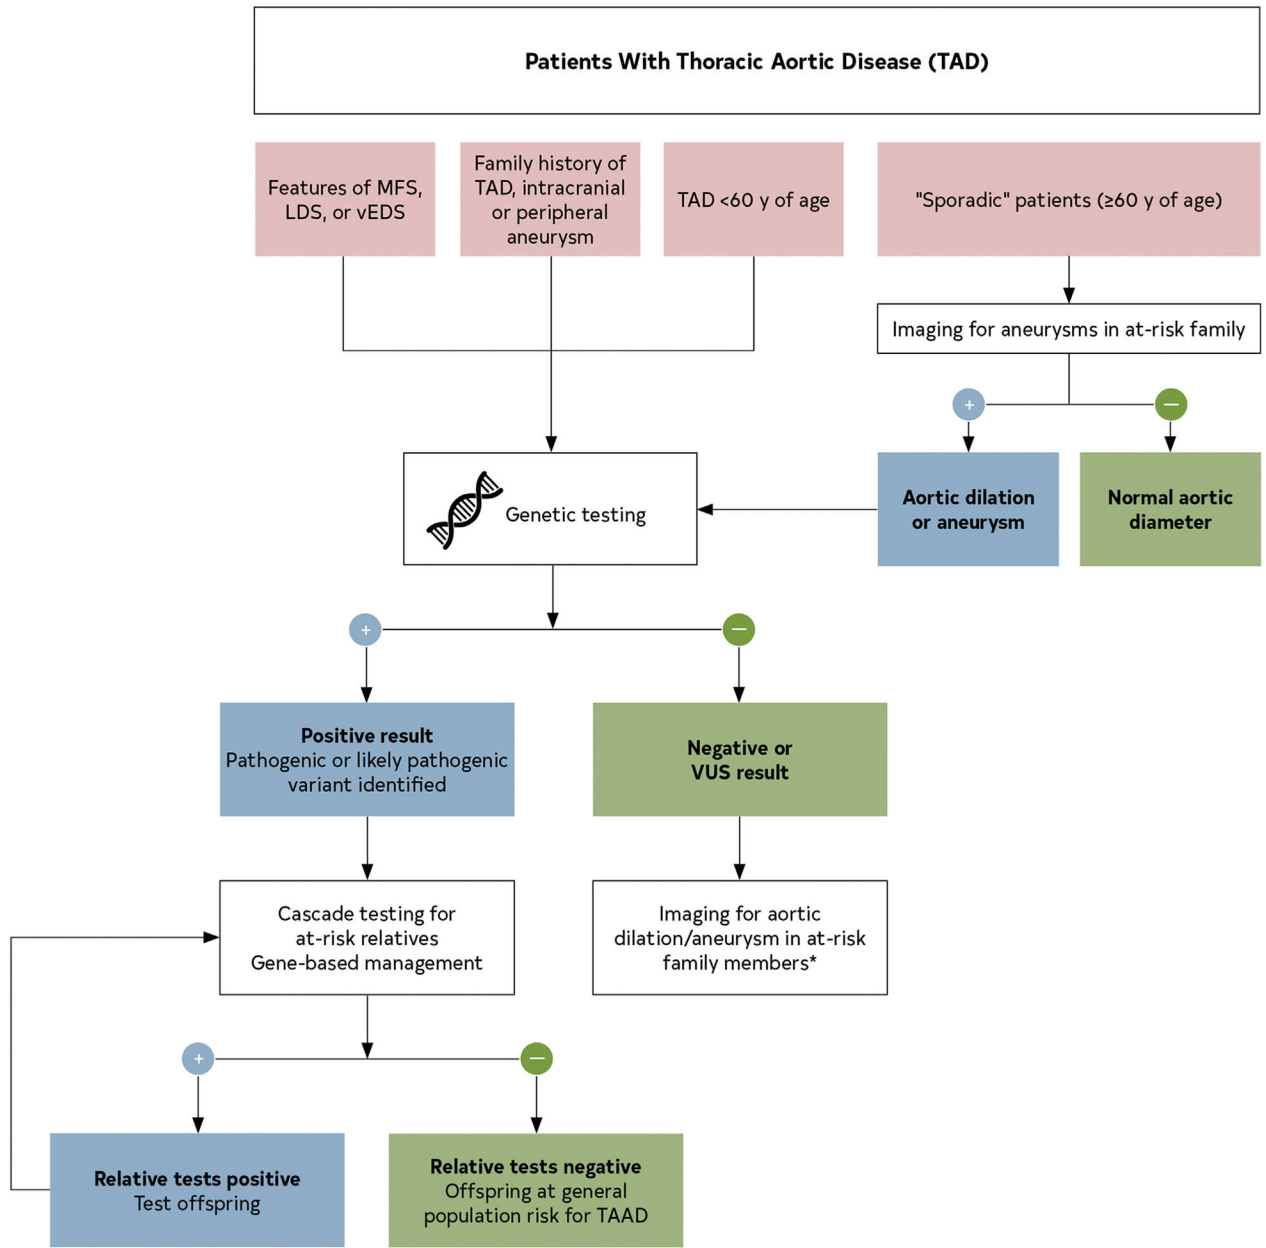 Patients With Thoracic Aortic Disease (TAD)
Features of MFS,
LDS, or vEDS
Family history of
TAD, intracranial
or peripheral
aneurysm
TAD <60 y of age
"Sporadic" patients (≥60 y of age)
Imaging for aneurysms in at-risk family
+
—
Aortic dilation
or aneurysm
Normal aortic
diameter
Genetic testing
+
—
Positive result
Pathogenic or likely pathogenic
variant identified
Negative or
VUS result
Cascade testing for
at-risk relatives
Gene-based management
Imaging for aortic
dilation/aneurysm in at-risk
family members*
+
—
Relative tests positive
Test offspring
Relative tests negative
Offspring at general
population risk for TAAD